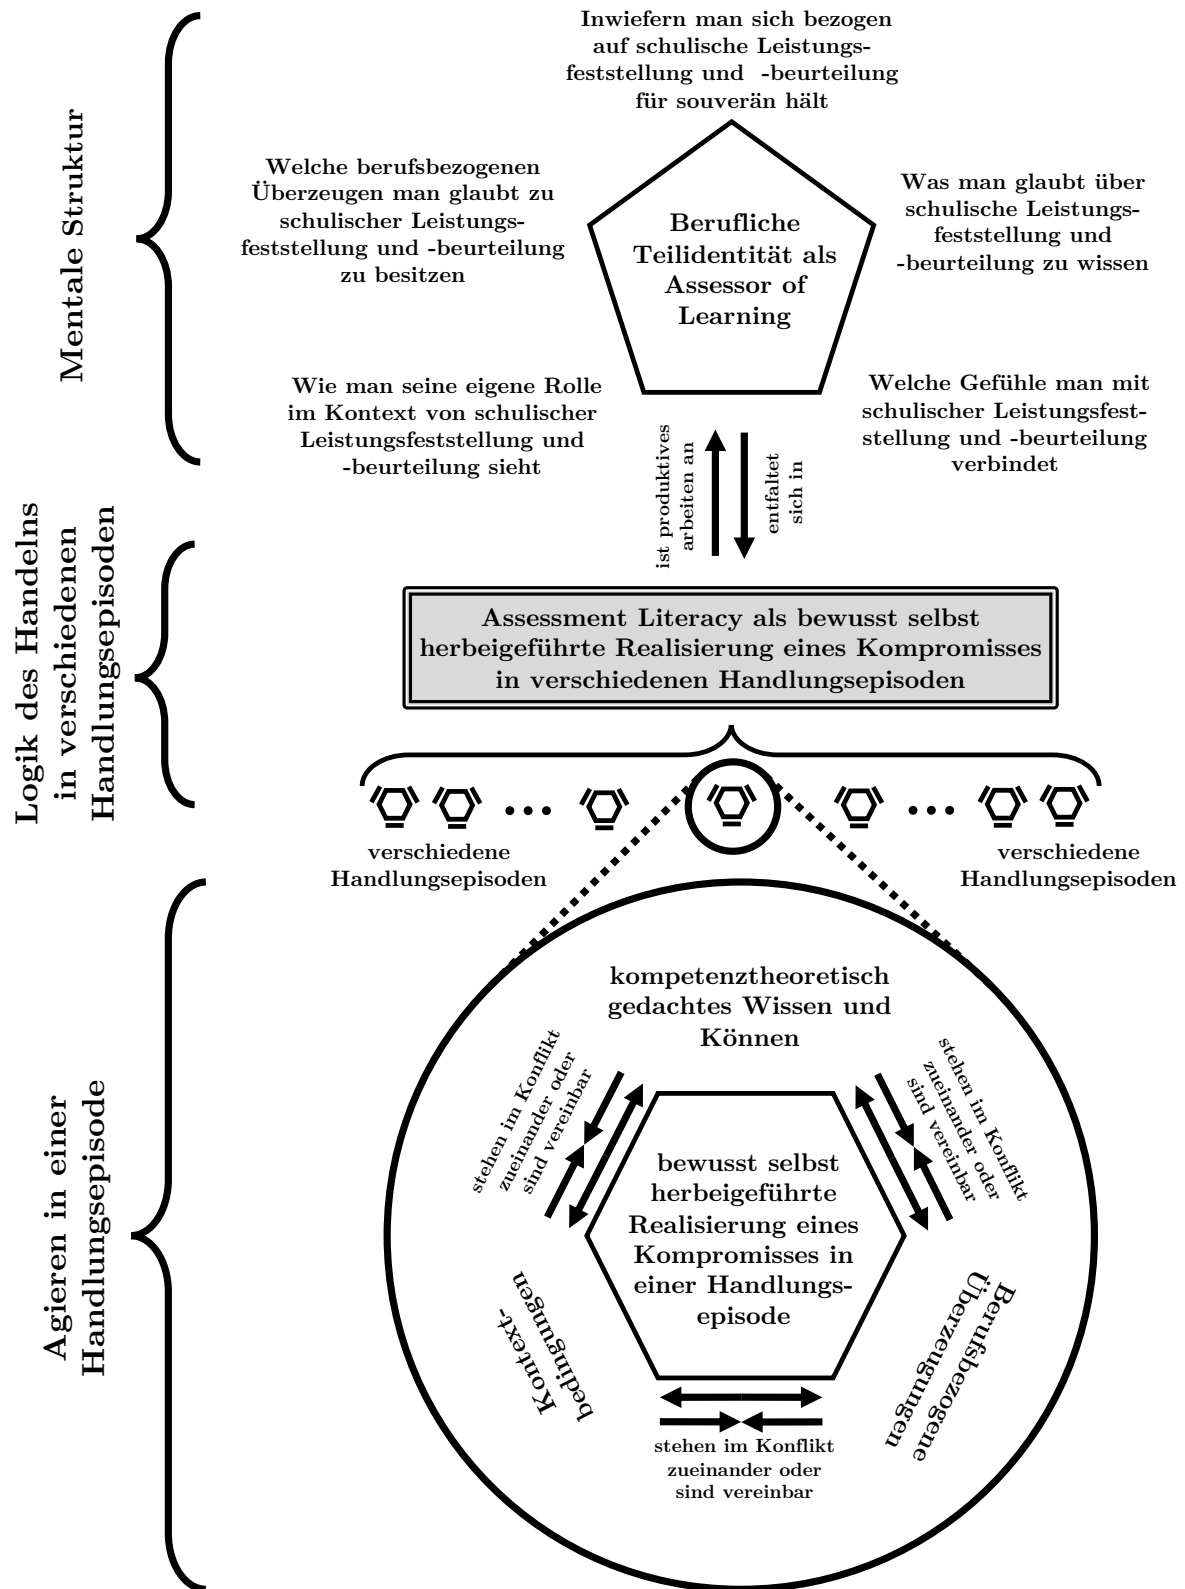 Mentale Struktur
Inwiefern man sich bezogen
auf schulische Leistungs-
feststellung und -beurteilung
für souverän hält
Welche berufsbezogenen
Überzeugen man glaubt zu
schulischer Leistungs-
feststellung und -beurteilung
zu besitzen
Was man glaubt über
schulische Leistungs-
feststellung und
-beurteilung zu wissen
Berufliche
Teilidentität als
Assessor of
Learning
Wie man seine eigene Rolle
im Kontext von schulischer
Leistungsfeststellung und
-beurteilung sieht
Welche Gefühle man mit
schulischer Leistungsfest-
stellung und -beurteilung
verbindet
ist produktives
arbeiten an
entfaltet
sich in
Logik des Handelns
in verschiedenen
Handlungsepisoden
Assessment Literacy als bewusst selbst
herbeigeführte Realisierung eines Kompromisses
in verschiedenen Handlungsepisoden
verschiedene
Handlungsepisoden
verschiedene
Handlungsepisoden
Agieren in einer
Handlungsepisode
kompetenztheoretisch
gedachtes Wissen und
Können
stehen im Konflikt
zueinander oder
sind vereinbar
stehen im Konflikt
zueinander oder
sind vereinbar
bewusst selbst
herbeigeführte
Realisierung eines
Kompromisses in
einer Handlungs-
episode
Kontext-
bedingungen
Berufsbezogene
Überzeugungen
stehen im Konflikt
zueinander oder
sind vereinbar